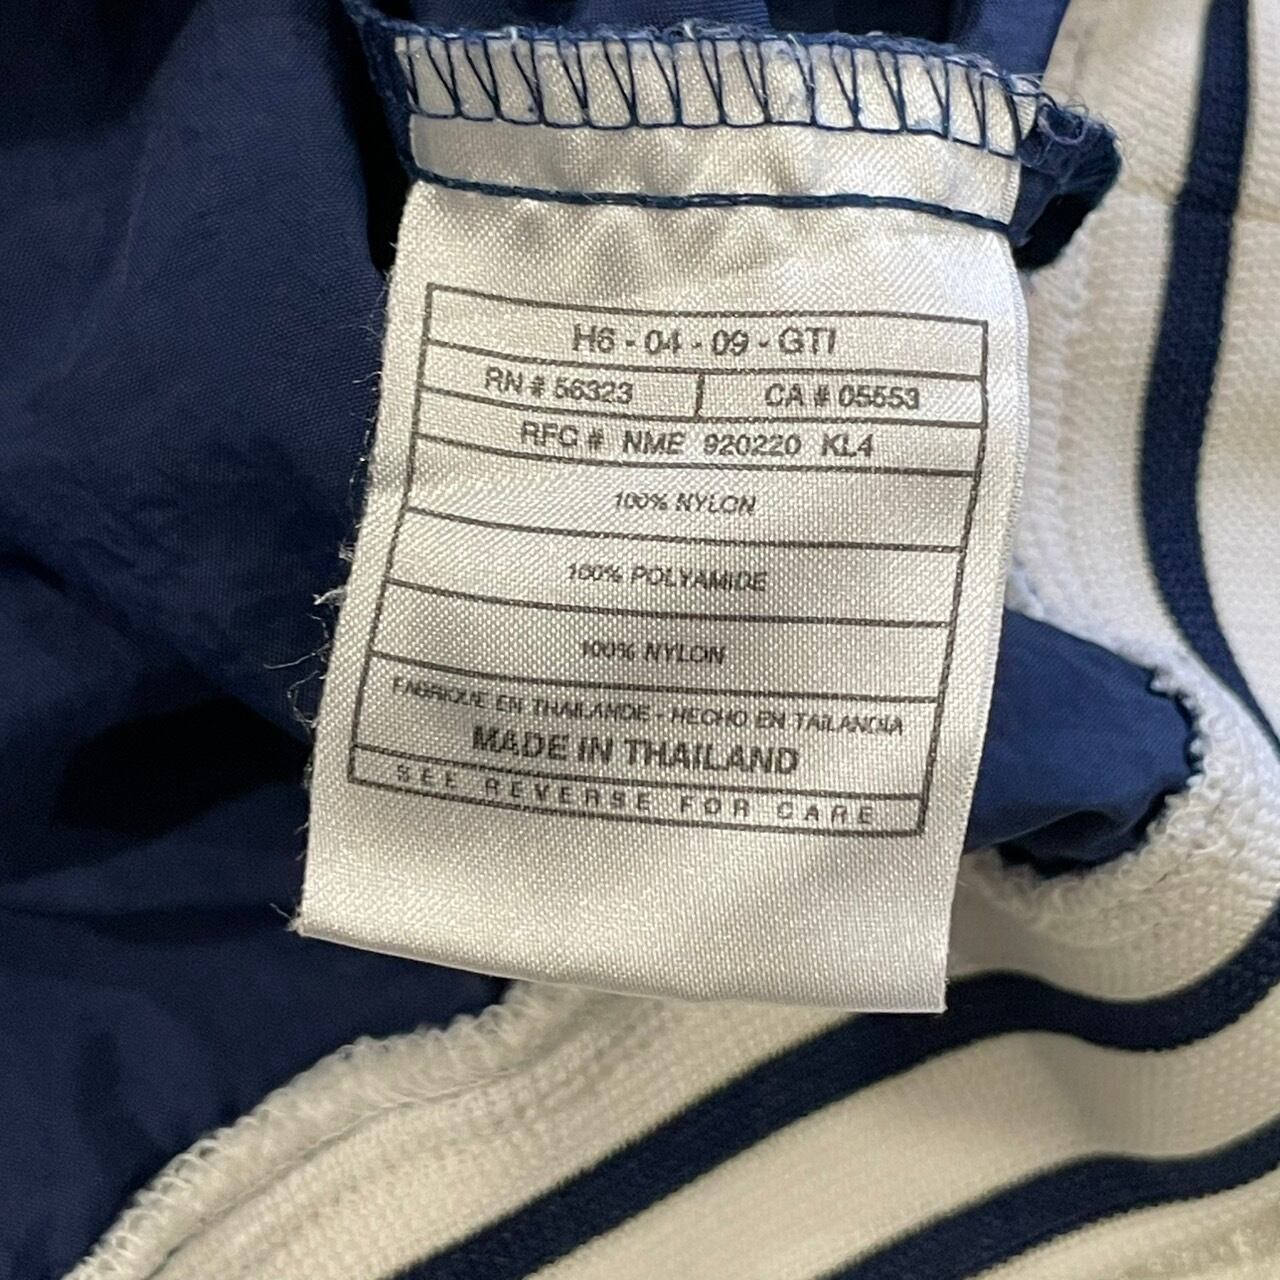 H6 - 04 - 09 - GTI
RN # 56323 CA # 05553
RFC # NME 920220 KL4
100% NYLON
100% POLYAMIDE
100% NYLON
FABRIQUE EN THAILANDE - HECHO EN TAILANDIA
MADE IN THAILAND
SEE REVERSE FOR CARE